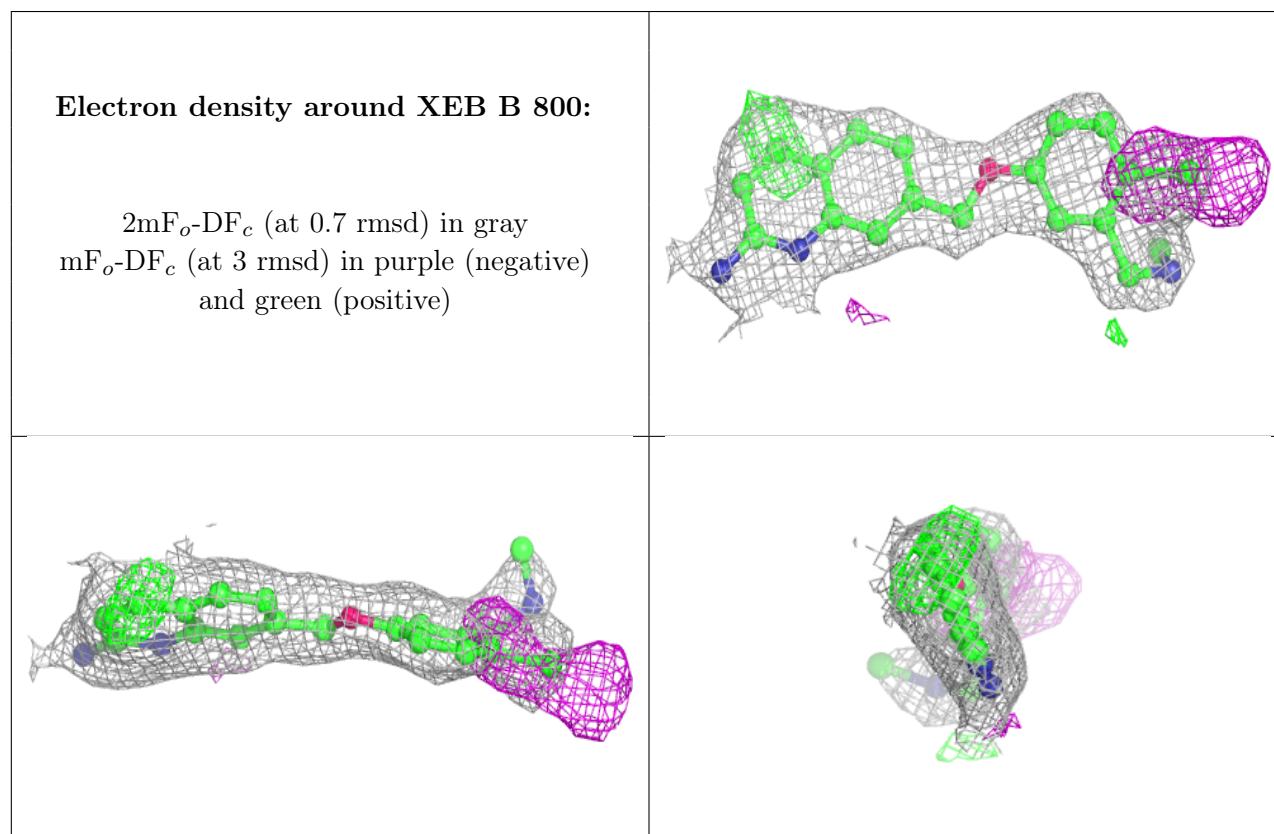 Electron density around XEB B 800:
2mFo-DFc (at 0.7 rmsd) in gray
mFo-DFc (at 3 rmsd) in purple (negative)
and green (positive)